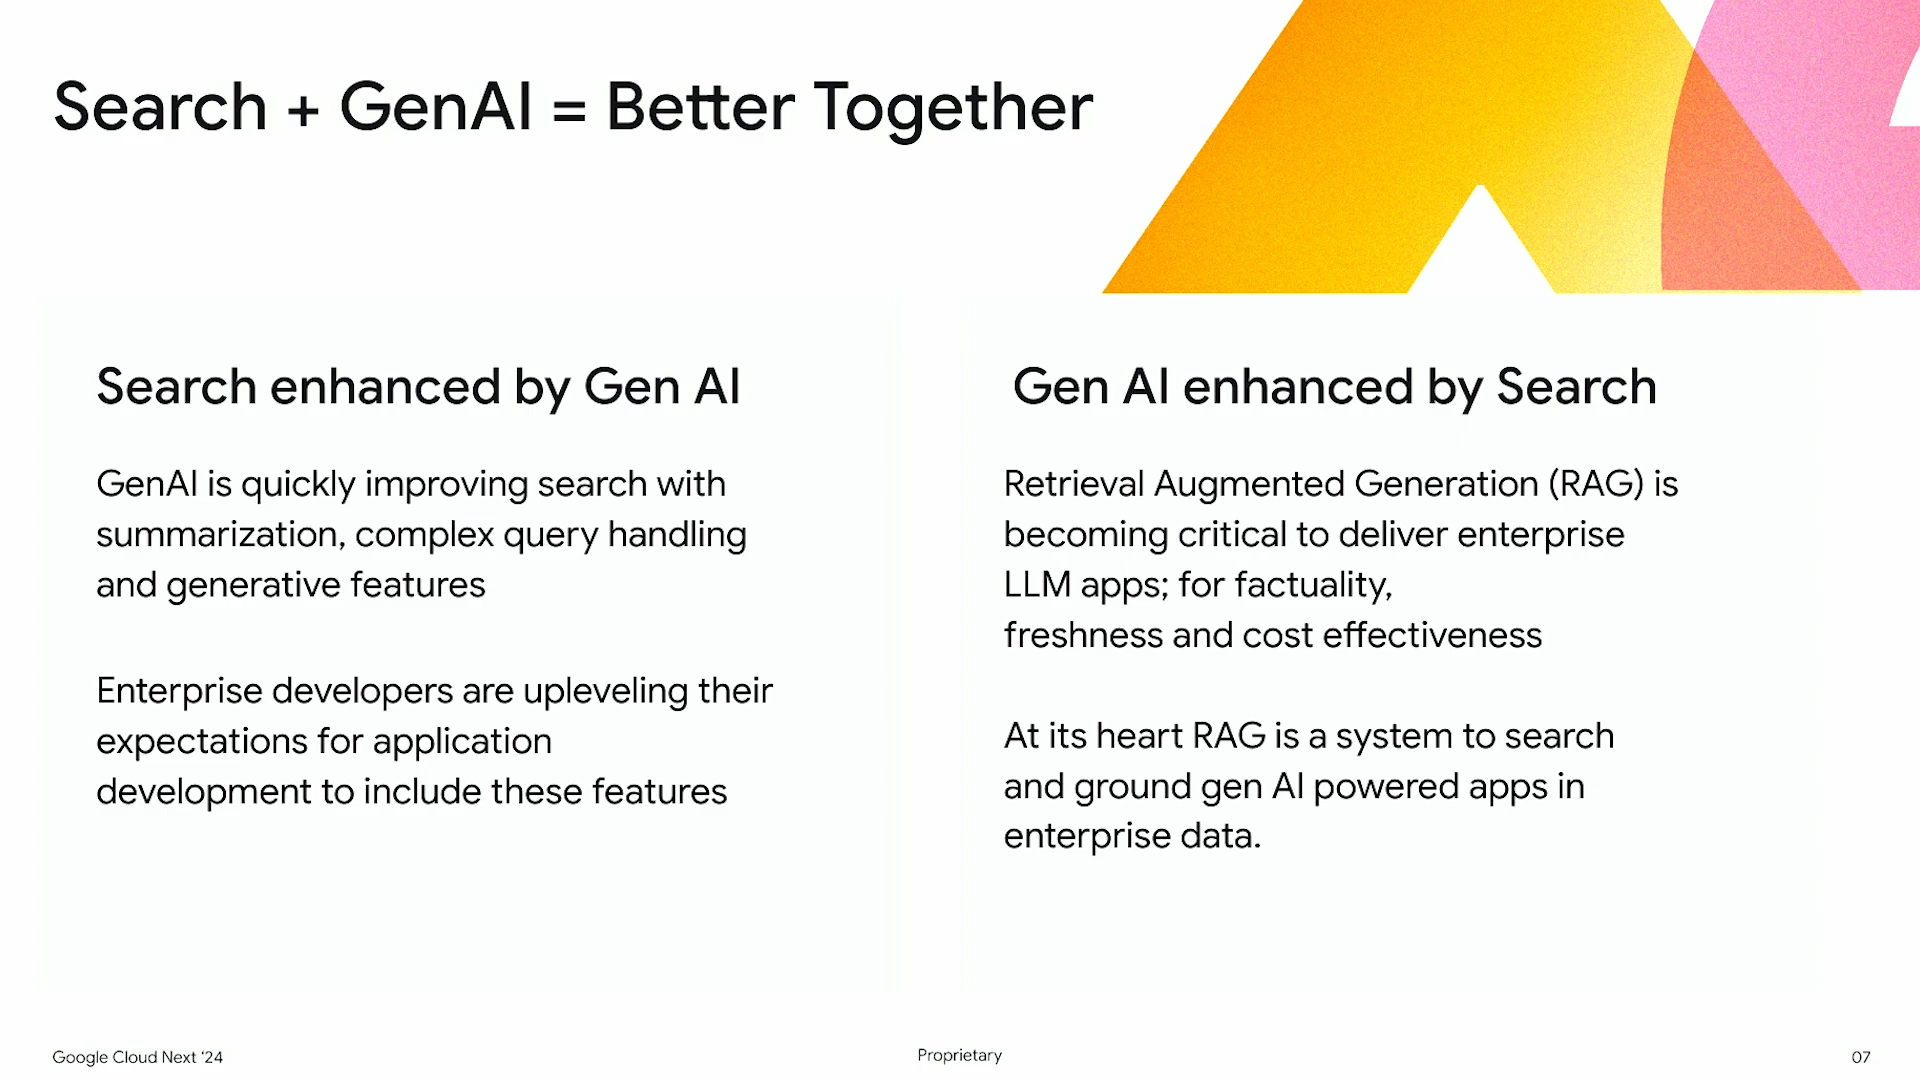 Search + GenAI = Better Together
Search enhanced by Gen AI
GenAI is quickly improving search with
summarization, complex query handling
and generative features
Enterprise developers are upleveling their
expectations for application
development to include these features
Gen AI enhanced by Search
Retrieval Augmented Generation (RAG) is
becoming critical to deliver enterprise
LLM apps; for factuality,
freshness and cost effectiveness
At its heart RAG is a system to search
and ground gen AI powered apps in
enterprise data.
Google Cloud Next ‘24
Proprietary
07